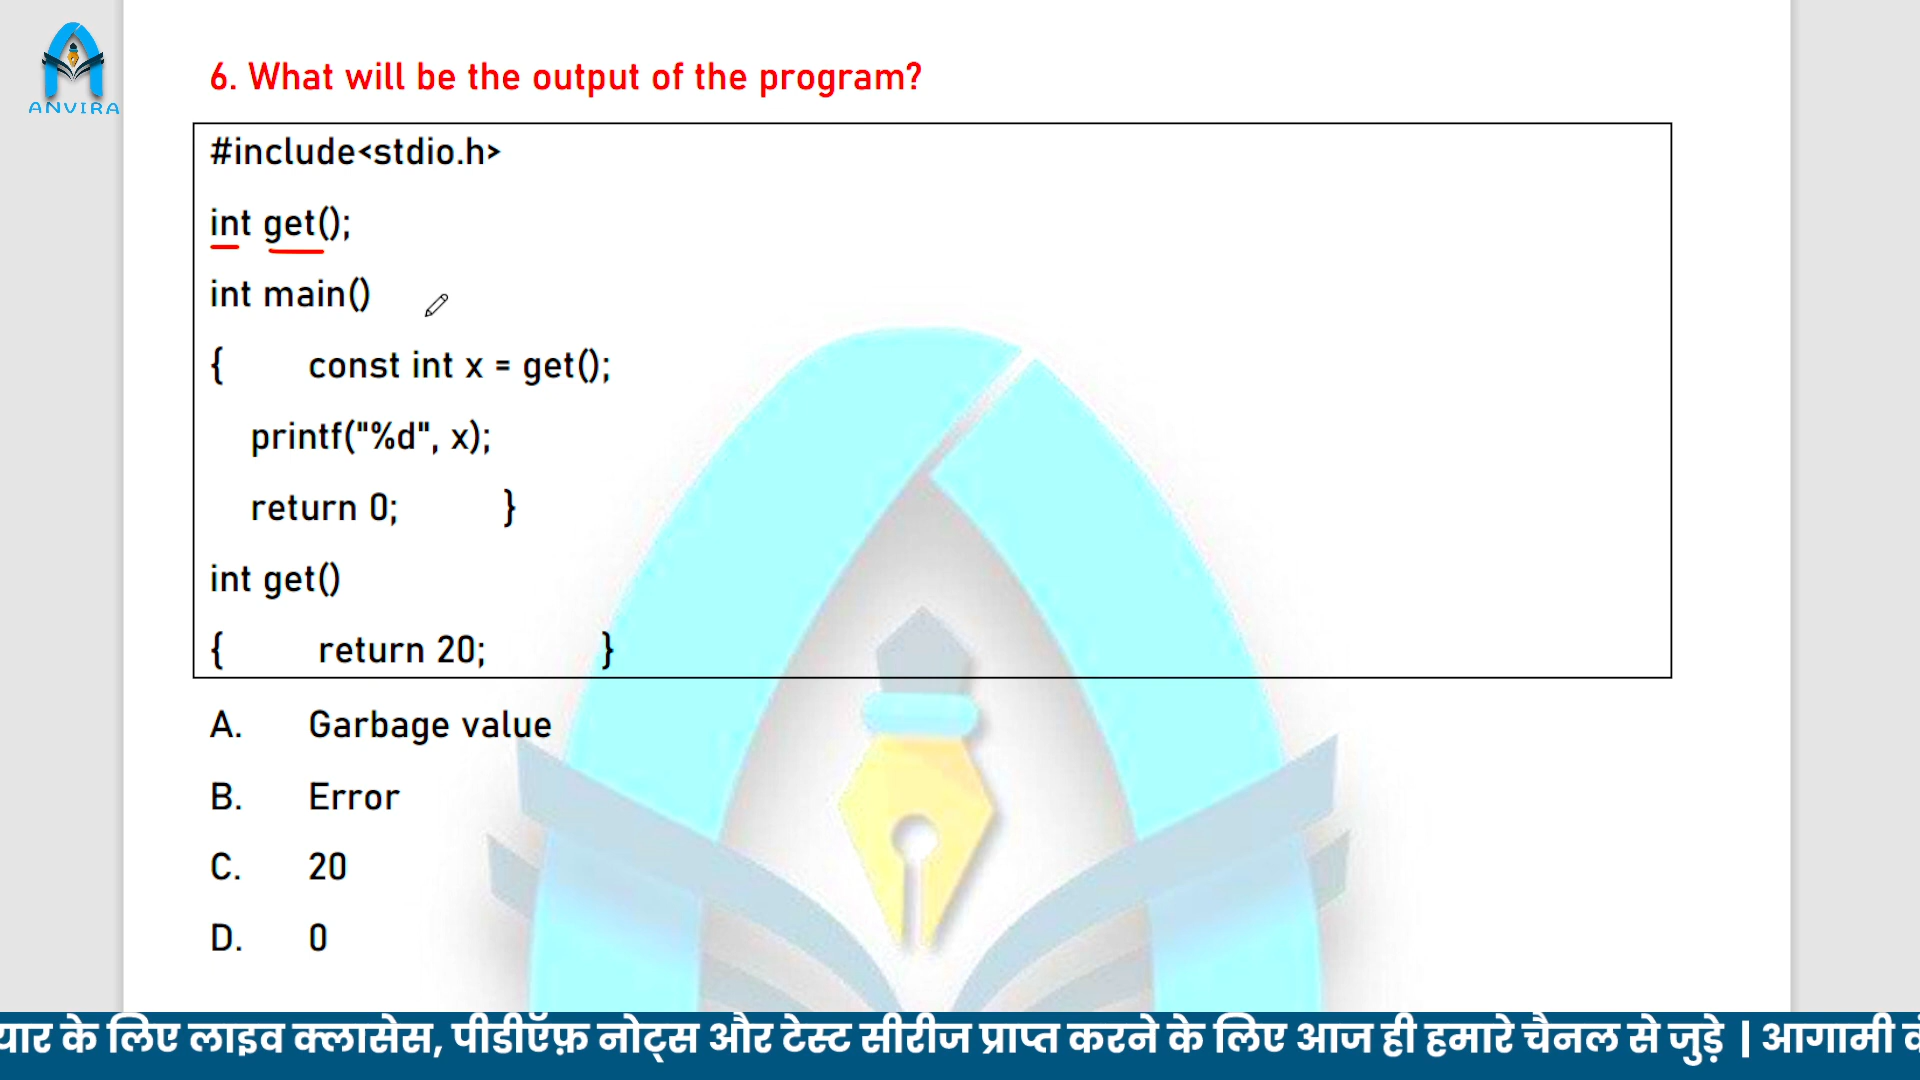 ANVIRA
6. What will be the output of the program?
#include<stdio.h>
int get();
int main()
{ const int x = get();
printf("%d", x);
return 0; }
int get()
{ return 20; }
A. Garbage value
B. Error
C. 20
D. 0
के लिए लाइव क्लासेस, पीडीएफ़ नोट्स और टेस्ट सीरीज प्राप्त करने के लिए आज ही हमारे चैनल से जुड़े | आगामी